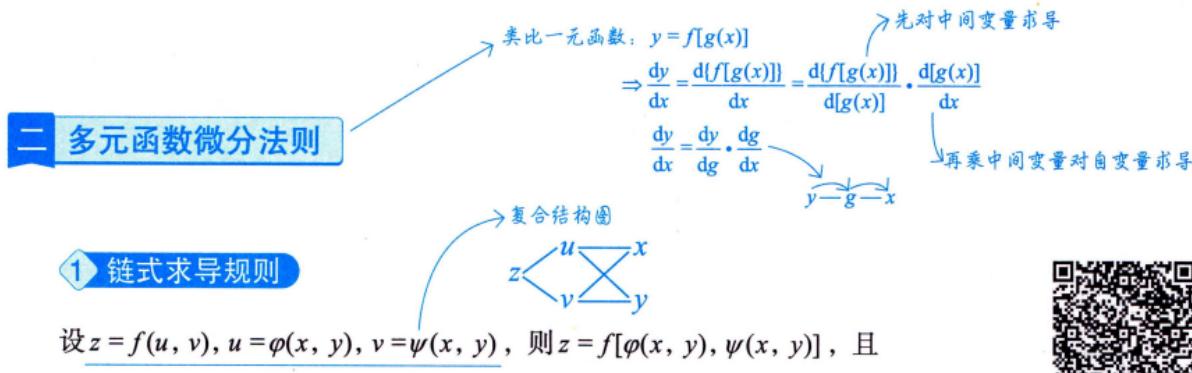 类比一元函数：y = f[g(x)]
先对中间变量求导
⇒ dy/dx = d{f[g(x)]}/dx = d{f[g(x)]}/d[g(x)] · d[g(x)]/dx
二 多元函数微分法则
dy/dx = dy/dg · dg/dx
再乘中间变量对自变量求导
y—g—x
复合结构图
u x
z
v y
1 链式求导规则
设 z = f(u, v), u = φ(x, y), v = ψ(x, y)，则 z = f[φ(x, y), ψ(x, y)]，且